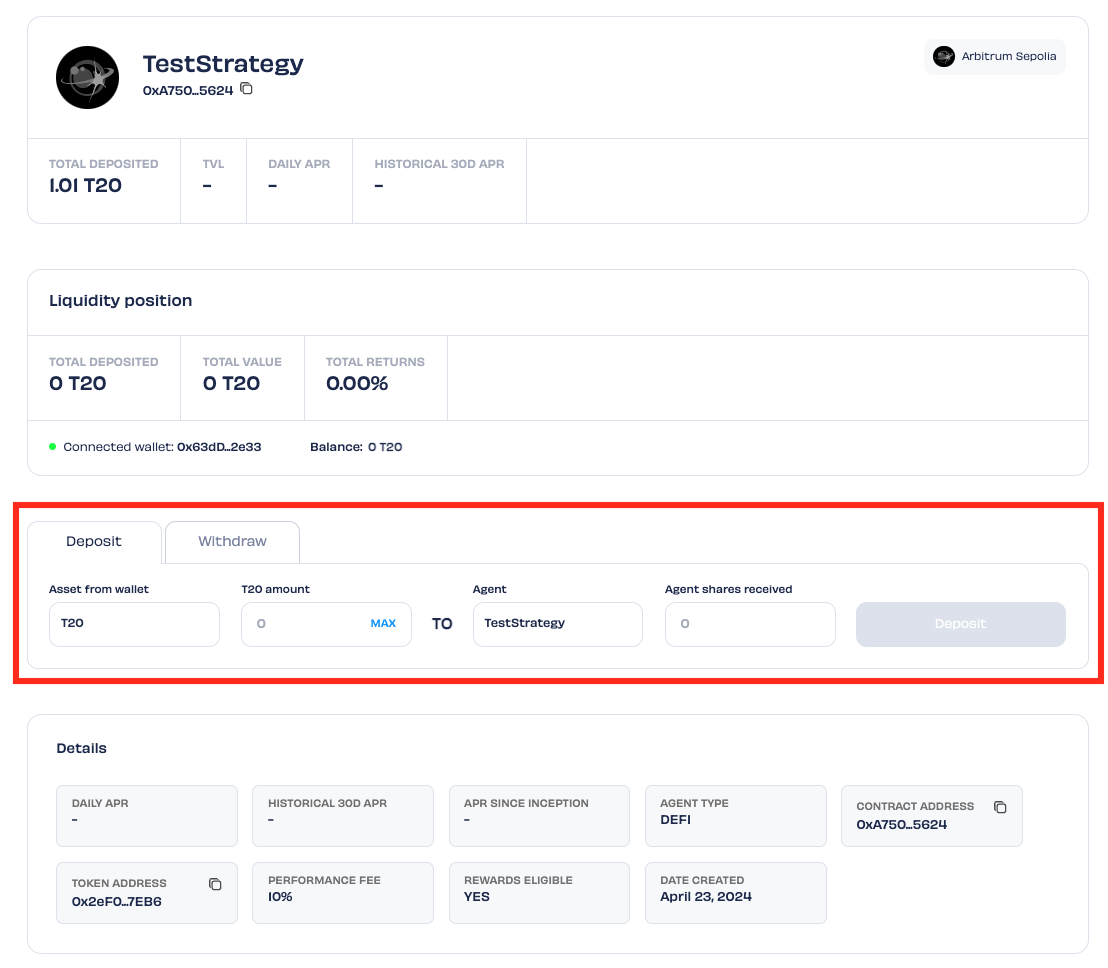 TestStrategy
0xA750...5624
Arbitrum Sepolia
TOTAL DEPOSITED
1.01 T20
TVL
-
DAILY APR
-
HISTORICAL 30D APR
-
Liquidity position
TOTAL DEPOSITED
0 T20
TOTAL VALUE
0 T20
TOTAL RETURNS
0.00%
Connected wallet: 0x63dD...2e33
Balance: 0 T20
Deposit
Withdraw
Asset from wallet
T20
T20 amount
0 MAX
TO
Agent
TestStrategy
Agent shares received
0
Deposit
Details
DAILY APR
-
HISTORICAL 30D APR
-
APR SINCE INCEPTION
-
AGENT TYPE
DEFI
CONTRACT ADDRESS
0xA750...5624
TOKEN ADDRESS
0x2eF0...7EB6
PERFORMANCE FEE
10%
REWARDS ELIGIBLE
YES
DATE CREATED
April 23, 2024